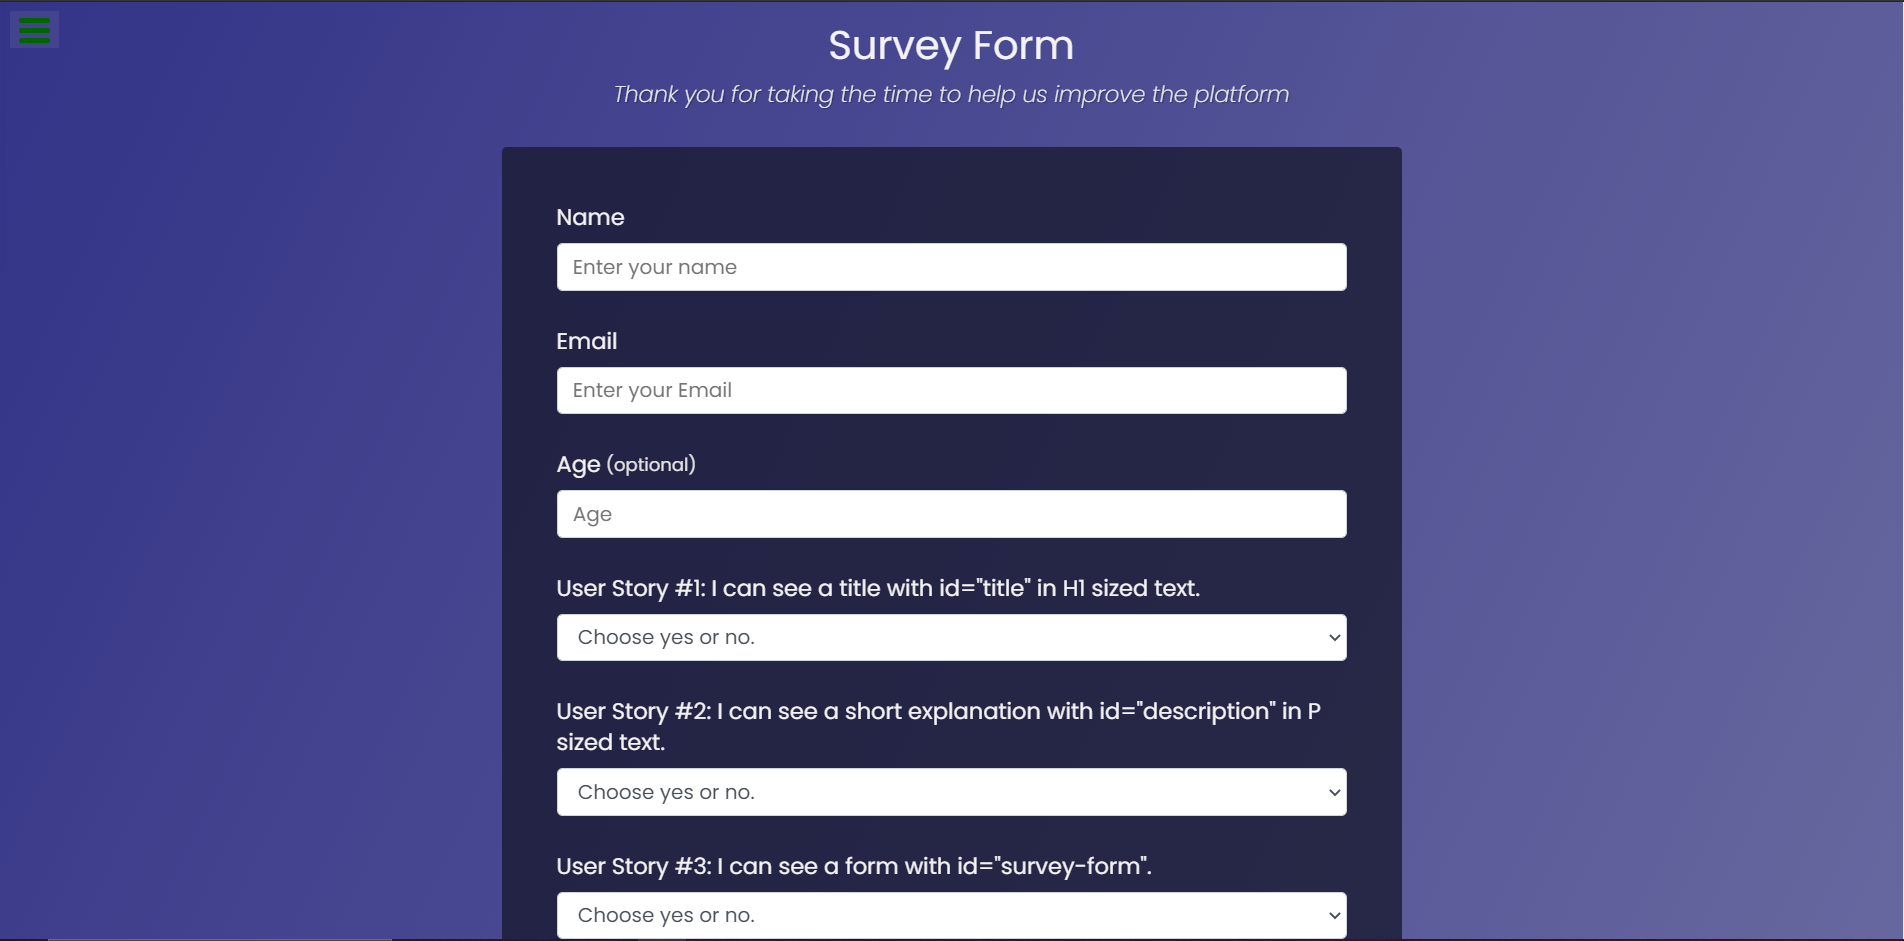 Survey Form
Thank you for taking the time to help us improve the platform
Name
Enter your name
Email
Enter your Email
Age (optional)
Age
User Story #1: I can see a title with id="title" in H1 sized text.
Choose yes or no.
User Story #2: I can see a short explanation with id="description" in P
sized text.
Choose yes or no.
User Story #3: I can see a form with id="survey-form".
Choose yes or no.